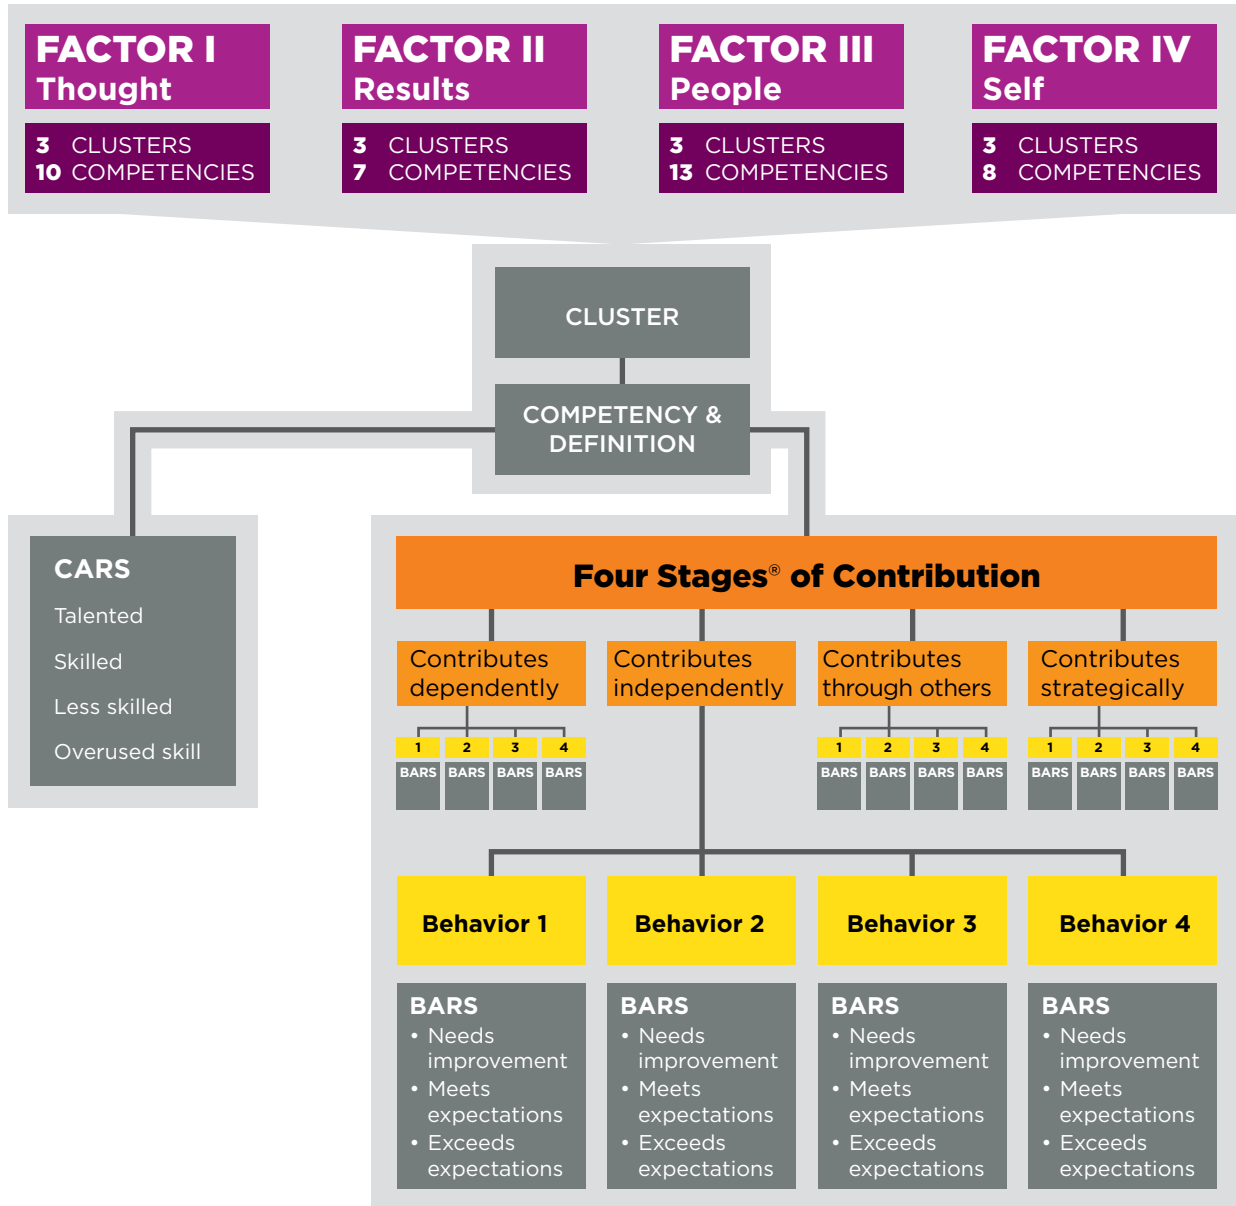 FACTOR I
Thought
3 CLUSTERS
10 COMPETENCIES
FACTOR II
Results
3 CLUSTERS
7 COMPETENCIES
FACTOR III
People
3 CLUSTERS
13 COMPETENCIES
FACTOR IV
Self
3 CLUSTERS
8 COMPETENCIES
CLUSTER
COMPETENCY &
DEFINITION
CARS
Talented
Skilled
Less skilled
Overused skill
Four Stages® of Contribution
Contributes
dependently
1 2 3 4
BARS BARS BARS BARS
Contributes
independently
Contributes
through others
1 2 3 4
BARS BARS BARS BARS
Contributes
strategically
1 2 3 4
BARS BARS BARS BARS
Behavior 1
BARS
• Needs
improvement
• Meets
expectations
• Exceeds
expectations
Behavior 2
BARS
• Needs
improvement
• Meets
expectations
• Exceeds
expectations
Behavior 3
BARS
• Needs
improvement
• Meets
expectations
• Exceeds
expectations
Behavior 4
BARS
• Needs
improvement
• Meets
expectations
• Exceeds
expectations